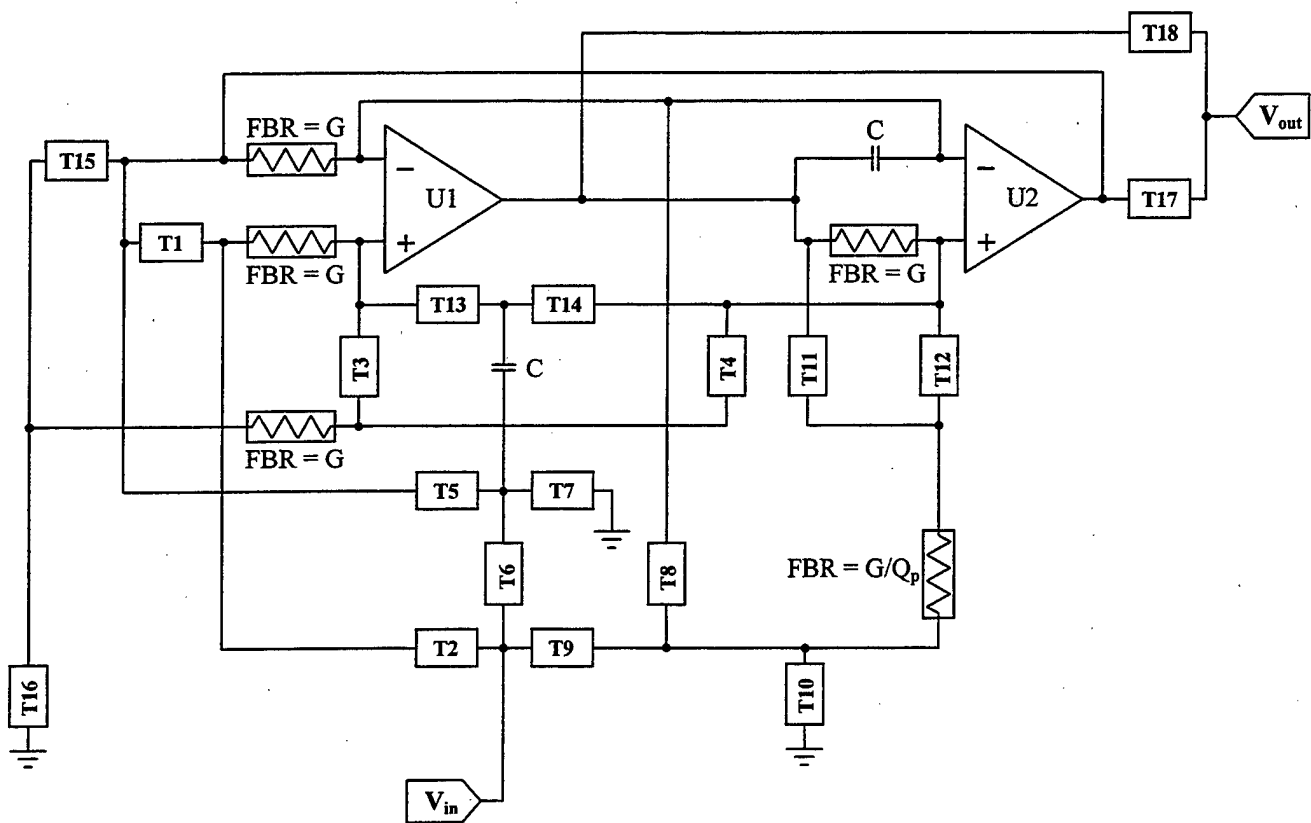 T18
FBR = G
C
V_out
T15
−
−
U1
U2
T17
T1
+
+
FBR = G
FBR = G
T13
T14
T3
C
T4
T11
T12
FBR = G
T5
T7
T6
T8
FBR = G/Q_p
T2
T9
T16
T10
V_in